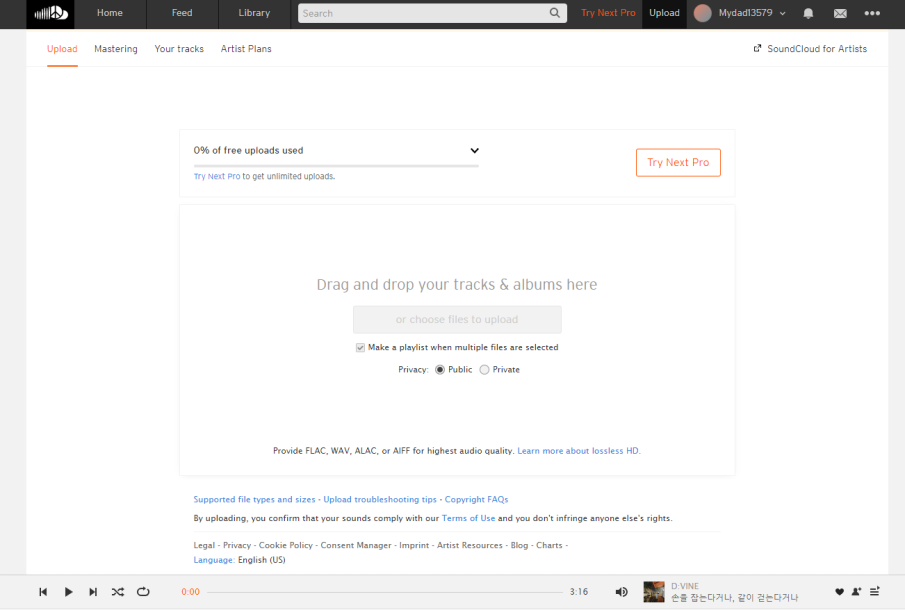 Home Feed Library Search Try Next Pro Upload Mydad13579
Upload Mastering Your tracks Artist Plans SoundCloud for Artists
0% of free uploads used
Try Next Pro to get unlimited uploads.
Try Next Pro
Drag and drop your tracks & albums here
or choose files to upload
Make a playlist when multiple files are selected
Privacy: Public Private
Provide FLAC, WAV, ALAC, or AIFF for highest audio quality. Learn more about lossless HD.
Supported file types and sizes - Upload troubleshooting tips - Copyright FAQs
By uploading, you confirm that your sounds comply with our Terms of Use and you don't infringe anyone else's rights.
Legal - Privacy - Cookie Policy - Consent Manager - Imprint - Artist Resources - Blog - Charts -
Language: English (US)
0:00 3:16
D:VINE
손을 잡는다거나, 같이 걷는다거나